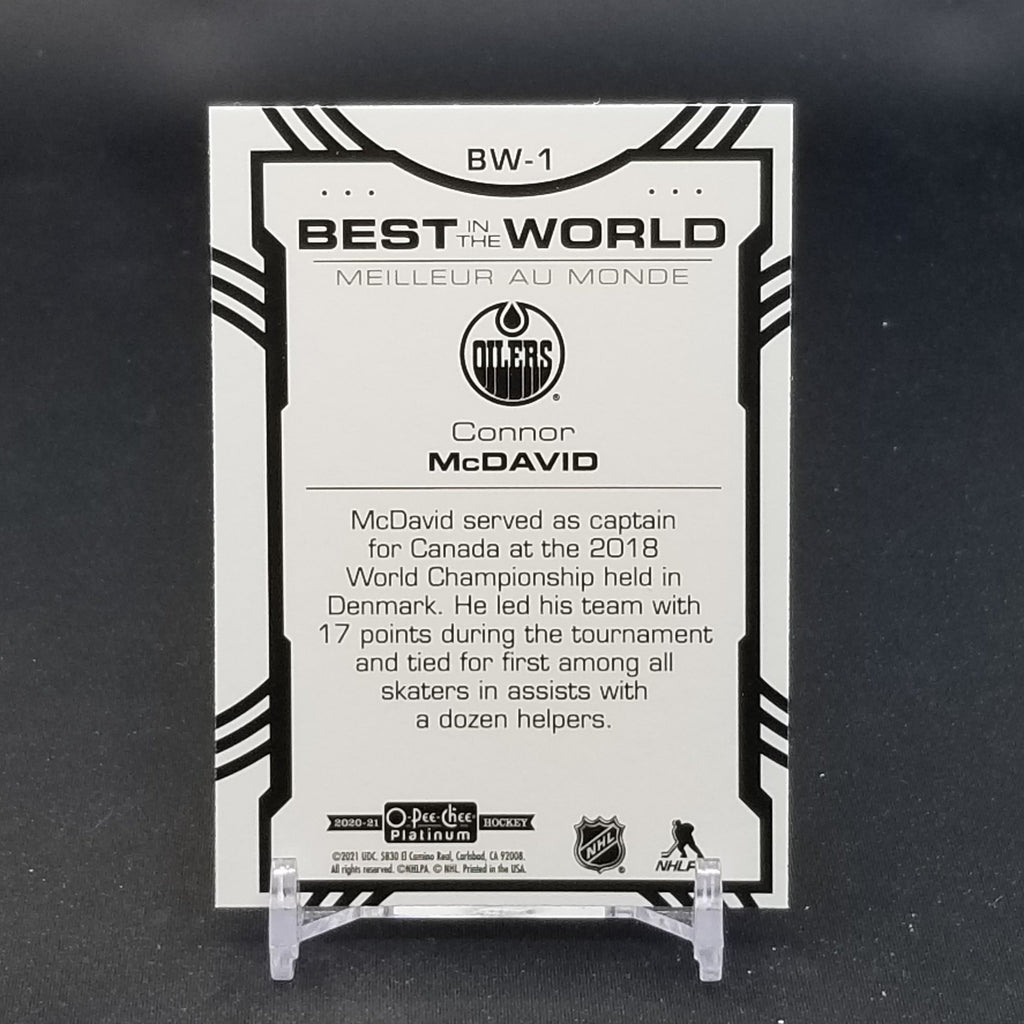 BW-1
BEST IN THE WORLD
MEILLEUR AU MONDE
OILERS
Connor
McDAVID
McDavid served as captain
for Canada at the 2018
World Championship held in
Denmark. He led his team with
17 points during the tournament
and tied for first among all
skaters in assists with
a dozen helpers.
2020-21 O-Pee-Chee Platinum HOCKEY
©2021 UDC. 5830 El Camino Real, Carlsbad, CA 92008.
All rights reserved. ©NHLPA. © NHL. Printed in the USA.
NHL
NHLP